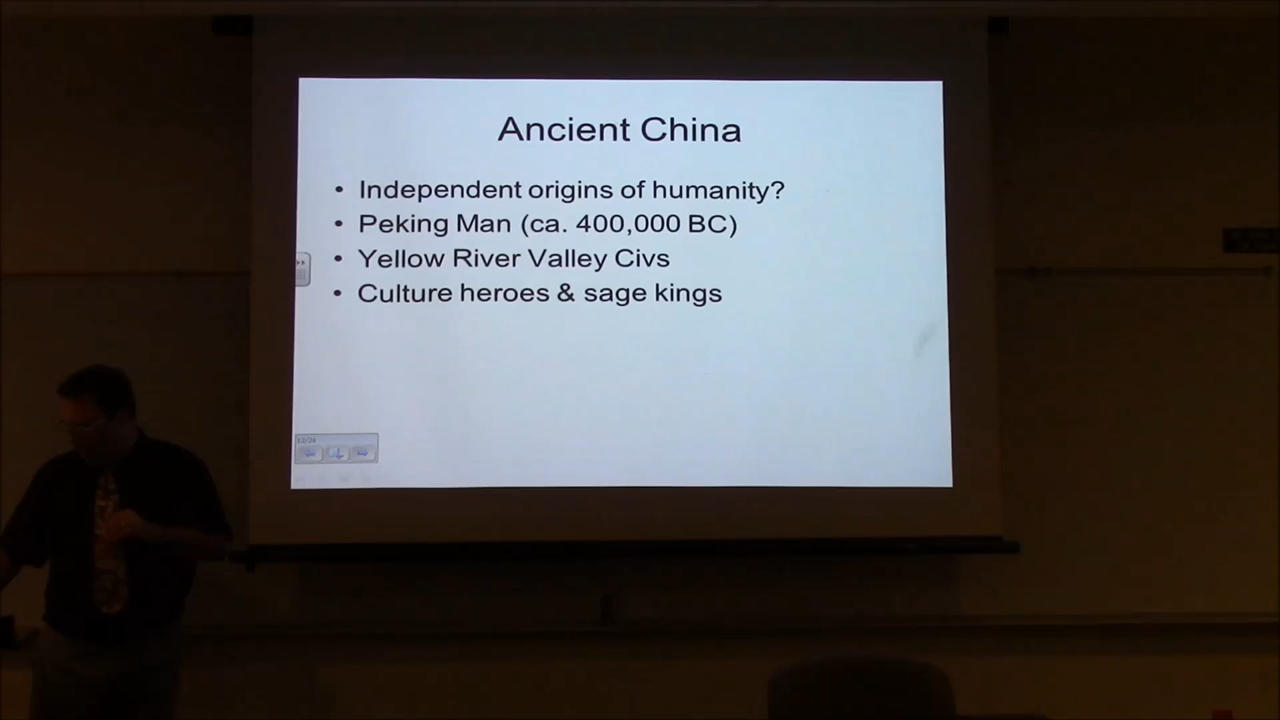 Ancient China
• Independent origins of humanity?
• Peking Man (ca. 400,000 BC)
• Yellow River Valley Civs
• Culture heroes & sage kings